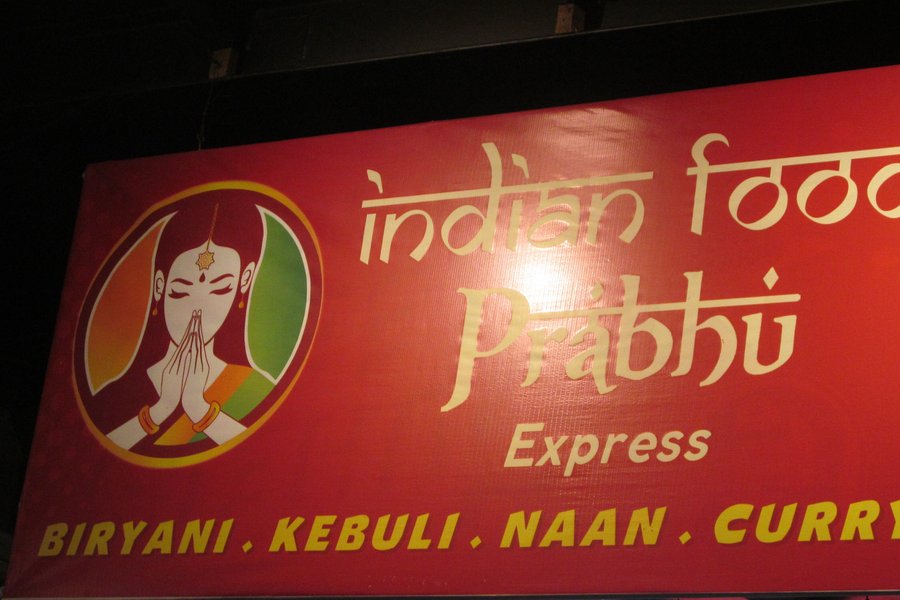 indian food
Prabhu
Express
BIRYANI . KEBULI . NAAN . CURRY